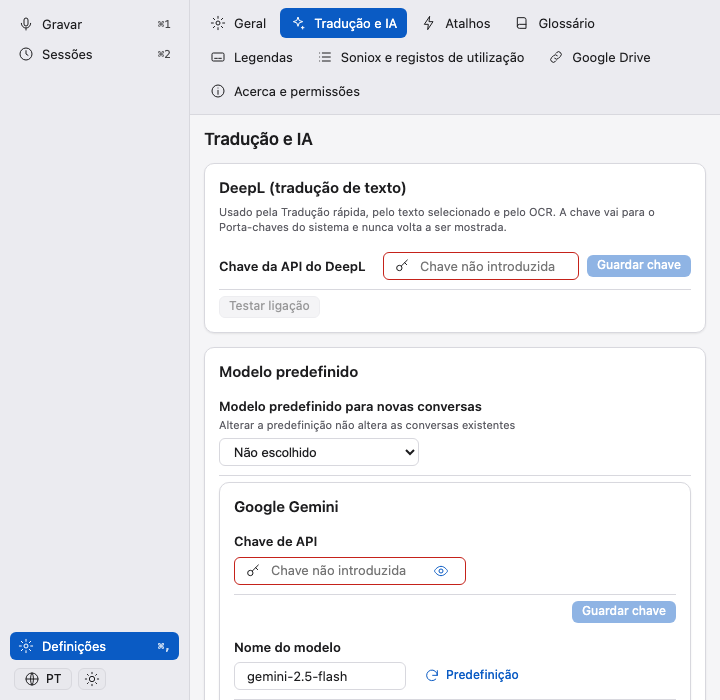 Gravar ⌘1
Sessões ⌘2
Geral Tradução e IA Atalhos Glossário
Legendas Soniox e registos de utilização Google Drive
Acerca e permissões
Tradução e IA
DeepL (tradução de texto)
Usado pela Tradução rápida, pelo texto selecionado e pelo OCR. A chave vai para o
Porta-chaves do sistema e nunca volta a ser mostrada.
Chave da API do DeepL Chave não introduzida Guardar chave
Testar ligação
Modelo predefinido
Modelo predefinido para novas conversas
Alterar a predefinição não altera as conversas existentes
Não escolhido
Google Gemini
Chave de API
Chave não introduzida
Guardar chave
Nome do modelo
gemini-2.5-flash Predefinição
Definições ⌘,
PT